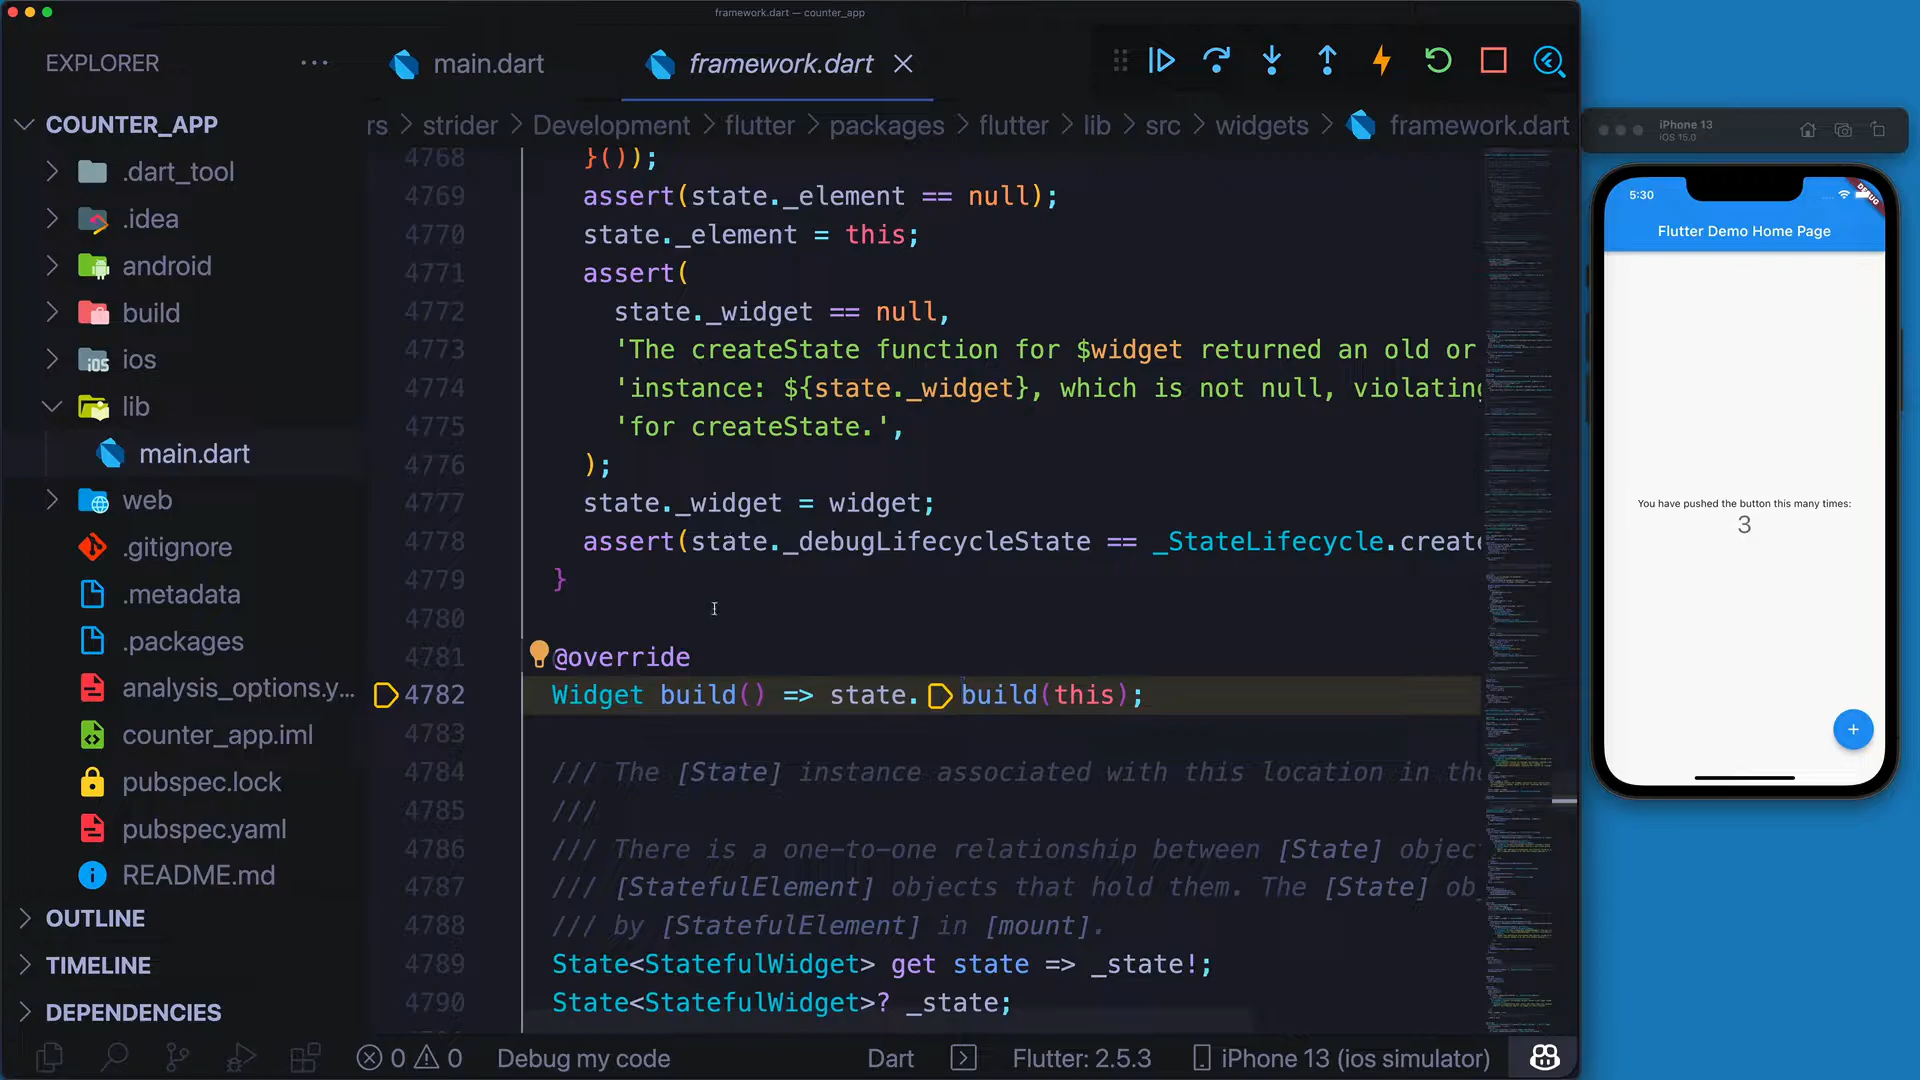 framework.dart — counter_app
EXPLORER
main.dart
framework.dart
COUNTER_APP
rs > strider > Development > flutter > packages > flutter > lib > src > widgets > framework.dart
.dart_tool
.idea
android
build
ios
lib
main.dart
web
.gitignore
.metadata
.packages
analysis_options.y...
counter_app.iml
pubspec.lock
pubspec.yaml
README.md
OUTLINE
TIMELINE
DEPENDENCIES
4768 }());
4769 assert(state._element == null);
4770 state._element = this;
4771 assert(
4772 state._widget == null,
4773 'The createState function for $widget returned an old or
4774 'instance: ${state._widget}, which is not null, violating
4775 'for createState.',
4776 );
4777 state._widget = widget;
4778 assert(state._debugLifecycleState == _StateLifecycle.create
4779 }
4780
4781 @override
4782 Widget build() => state.build(this);
4783
4784 /// The [State] instance associated with this location in the
4785 ///
4786 /// There is a one-to-one relationship between [State] objec
4787 /// [StatefulElement] objects that hold them. The [State] ob
4788 /// by [StatefulElement] in [mount].
4789 State<StatefulWidget> get state => _state!;
4790 State<StatefulWidget>? _state;
0 0 Debug my code Dart Flutter: 2.5.3 iPhone 13 (ios simulator)
iPhone 13
iOS 15.0
5:30
DEBUG
Flutter Demo Home Page
You have pushed the button this many times:
3
+